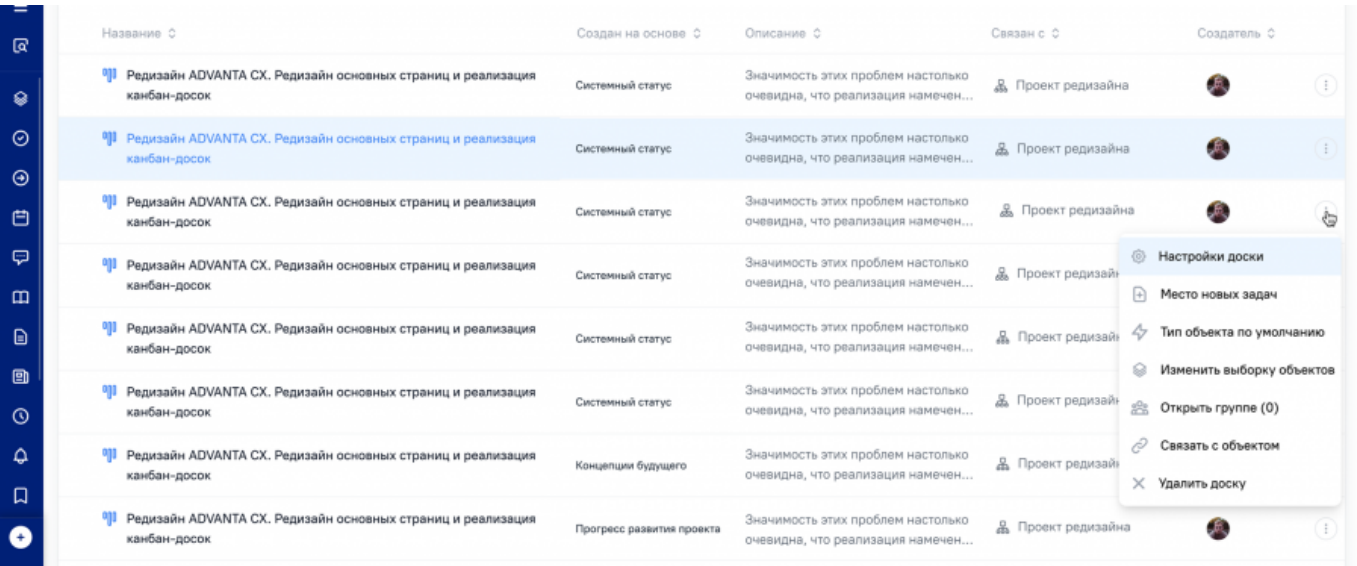 Название Создан на основе Описание Связан с Создатель
Редизайн ADVANTA CX. Редизайн основных страниц и реализация
канбан-досок
Системный статус
Значимость этих проблем настолько
очевидна, что реализация намечен...
Проект редизайна
Редизайн ADVANTA CX. Редизайн основных страниц и реализация
канбан-досок
Системный статус
Значимость этих проблем настолько
очевидна, что реализация намечен...
Проект редизайна
Редизайн ADVANTA CX. Редизайн основных страниц и реализация
канбан-досок
Системный статус
Значимость этих проблем настолько
очевидна, что реализация намечен...
Проект редизайна
Редизайн ADVANTA CX. Редизайн основных страниц и реализация
канбан-досок
Системный статус
Значимость этих проблем настолько
очевидна, что реализация намечен...
Проект редизайн
Редизайн ADVANTA CX. Редизайн основных страниц и реализация
канбан-досок
Системный статус
Значимость этих проблем настолько
очевидна, что реализация намечен...
Проект редизайн
Редизайн ADVANTA CX. Редизайн основных страниц и реализация
канбан-досок
Системный статус
Значимость этих проблем настолько
очевидна, что реализация намечен...
Проект редизайн
Редизайн ADVANTA CX. Редизайн основных страниц и реализация
канбан-досок
Концепции будущего
Значимость этих проблем настолько
очевидна, что реализация намечен...
Проект редизайн
Редизайн ADVANTA CX. Редизайн основных страниц и реализация
канбан-досок
Прогресс развития проекта
Значимость этих проблем настолько
очевидна, что реализация намечен...
Проект редизайна
Настройки доски
Место новых задач
Тип объекта по умолчанию
Изменить выборку объектов
Открыть группе (0)
Связать с объектом
Удалить доску